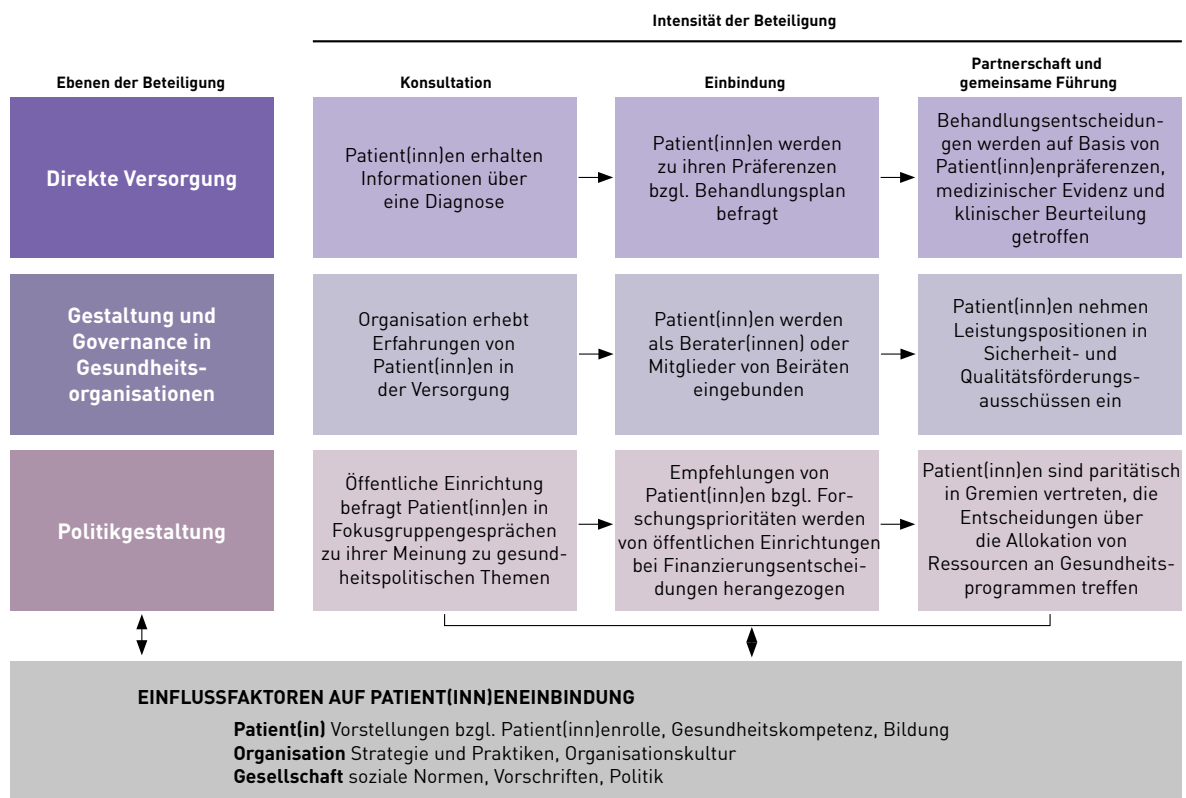 Intensität der Beteiligung
Ebenen der Beteiligung
Konsultation
Einbindung
Partnerschaft und
gemeinsame Führung
Direkte Versorgung
Patient(inn)en erhalten
Informationen über
eine Diagnose
Patient(inn)en werden
zu ihren Präferenzen
bzgl. Behandlungsplan
befragt
Behandlungsentscheidun-
gen werden auf Basis von
Patient(inn)enpräferenzen,
medizinischer Evidenz und
klinischer Beurteilung
getroffen
Gestaltung und
Governance in
Gesundheits-
organisationen
Organisation erhebt
Erfahrungen von
Patient(inn)en in
der Versorgung
Patient(inn)en werden
als Berater(innen) oder
Mitglieder von Beiräten
eingebunden
Patient(inn)en nehmen
Leistungspositionen in
Sicherheit- und
Qualitätsförderungs-
ausschüssen ein
Politikgestaltung
Öffentliche Einrichtung
befragt Patient(inn)en in
Fokusgruppengesprächen
zu ihrer Meinung zu gesund-
heitspolitischen Themen
Empfehlungen von
Patient(inn)en bzgl. For-
schungsprioritäten werden
von öffentlichen Einrichtungen
bei Finanzierungsentschei-
dungen herangezogen
Patient(inn)en sind paritätisch
in Gremien vertreten, die
Entscheidungen über
die Allokation von
Ressourcen an Gesundheits-
programmen treffen
EINFLUSSFAKTOREN AUF PATIENT(INN)ENEINBINDUNG
Patient(in) Vorstellungen bzgl. Patient(inn)enrolle, Gesundheitskompetenz, Bildung
Organisation Strategie und Praktiken, Organisationskultur
Gesellschaft soziale Normen, Vorschriften, Politik